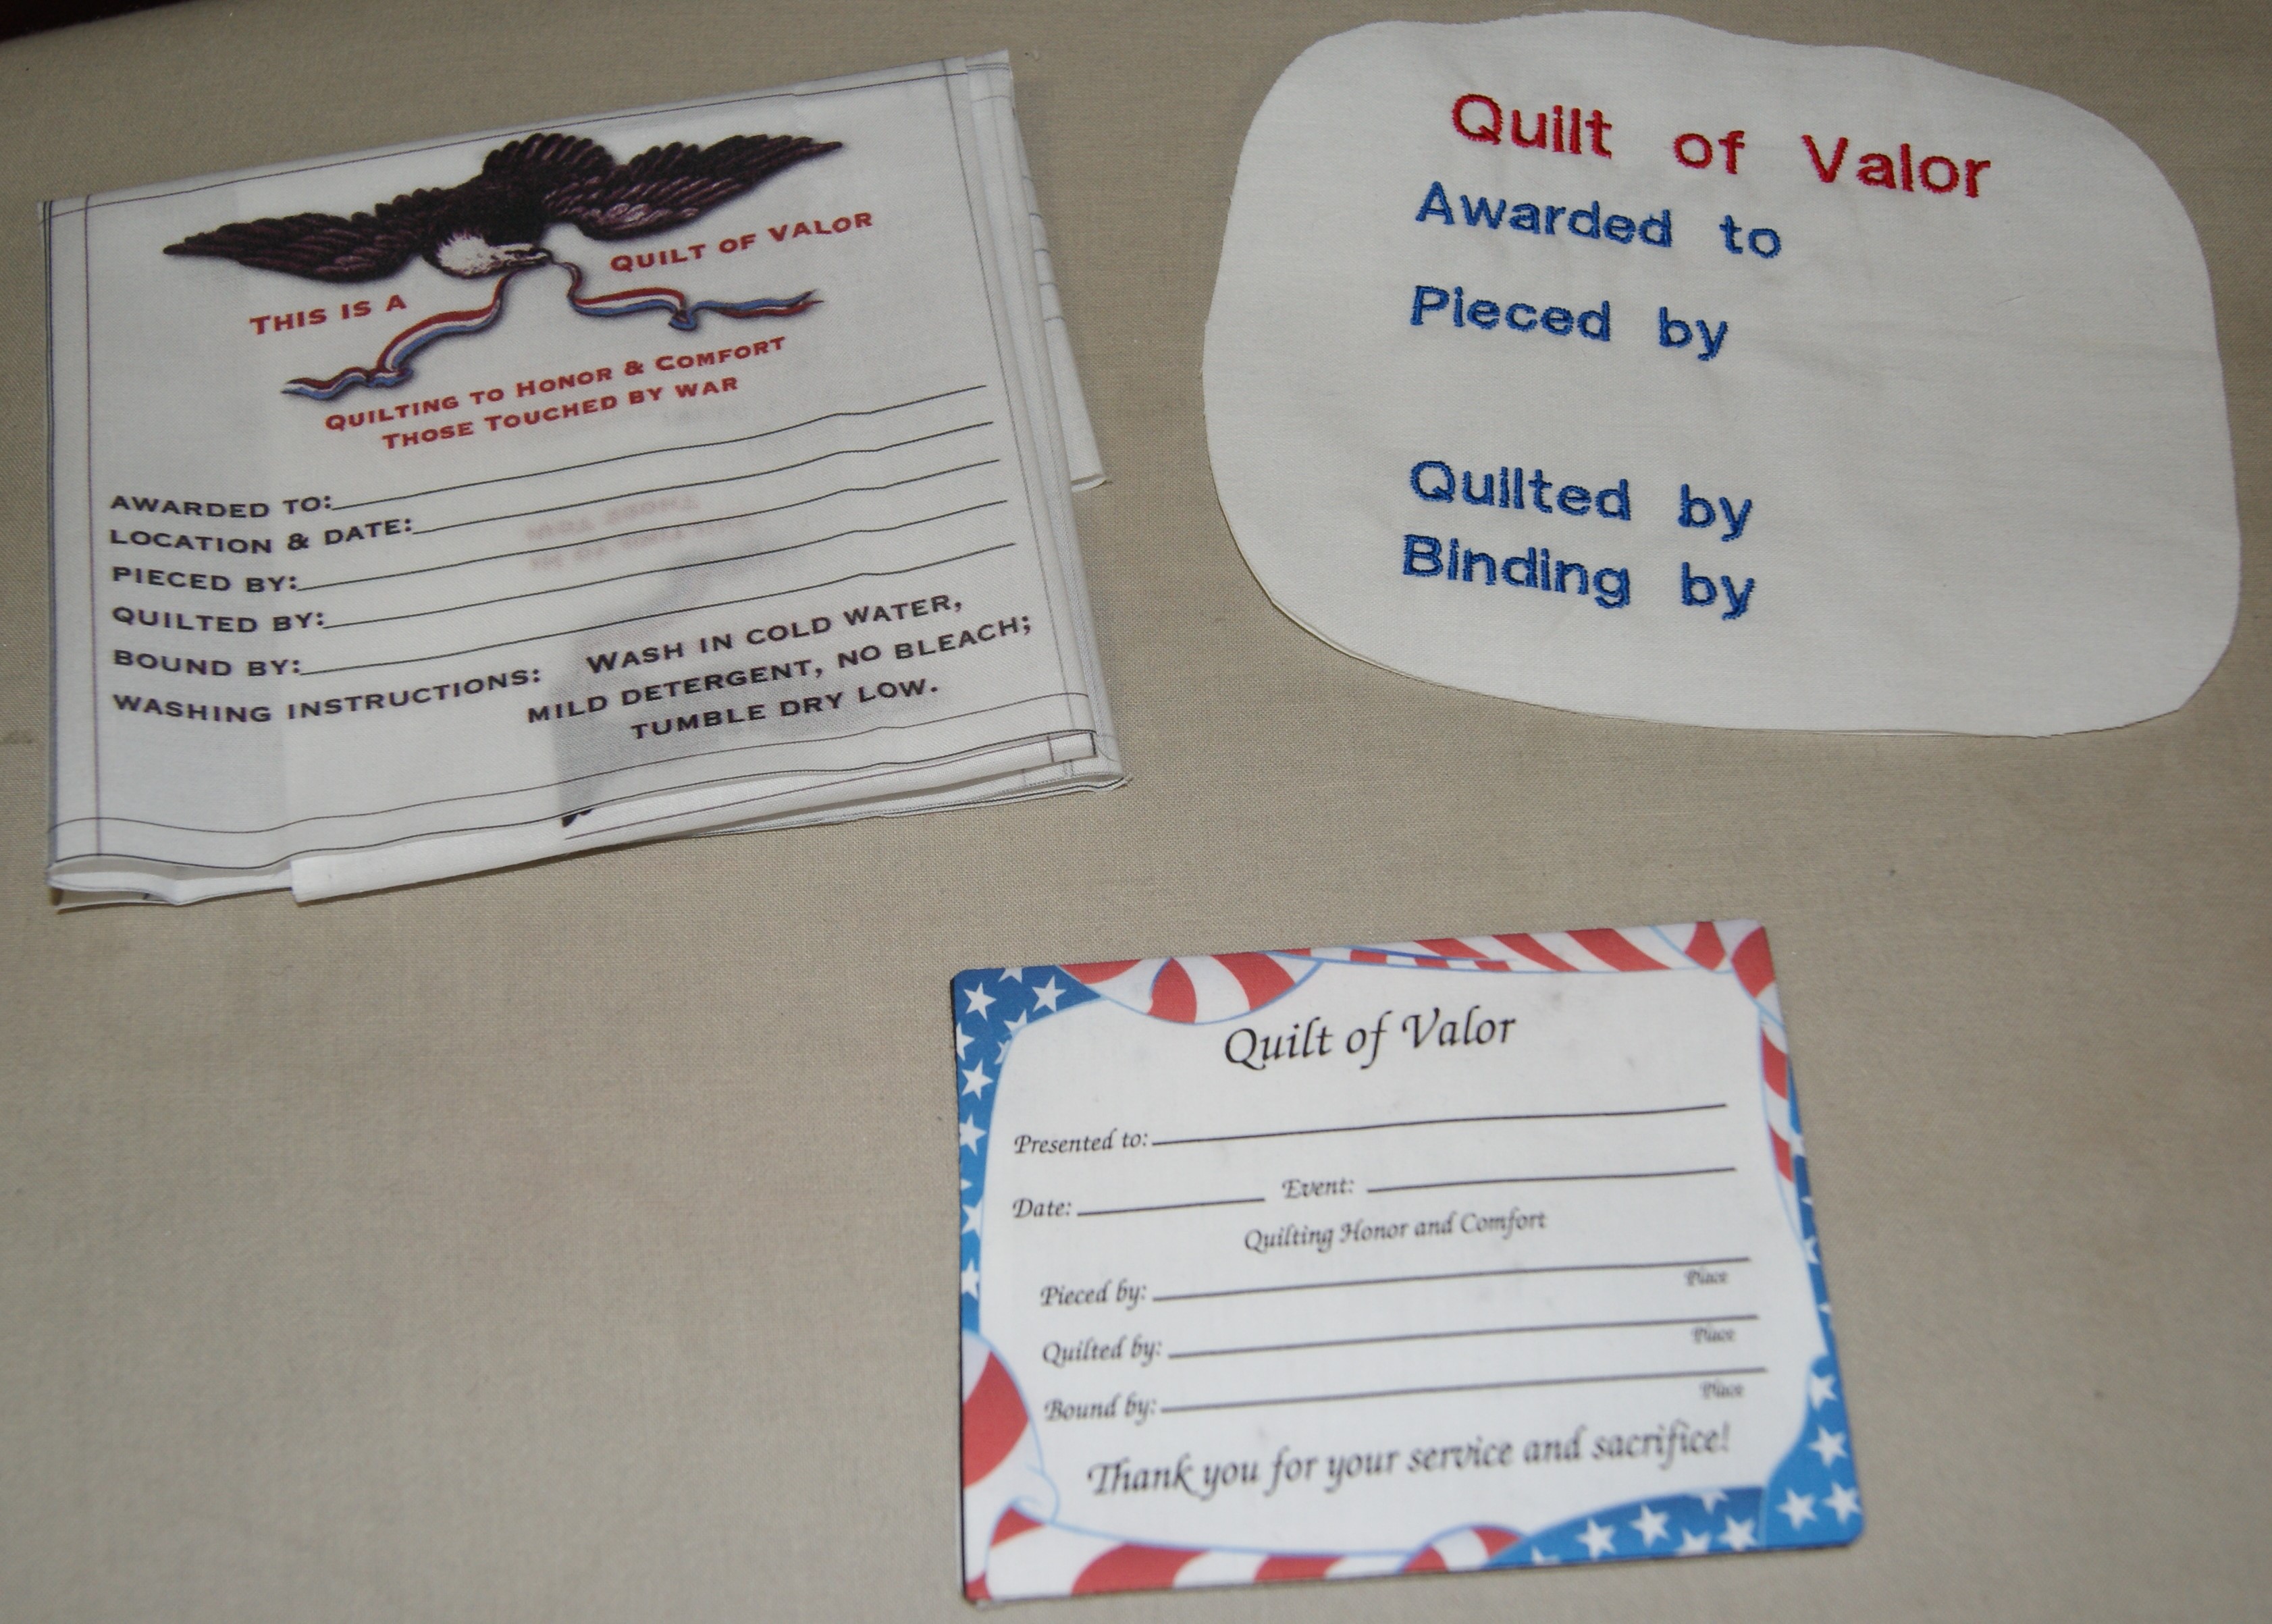 THIS IS A QUILT OF VALOR
QUILTING TO HONOR & COMFORT
THOSE TOUCHED BY WAR
AWARDED TO:
LOCATION & DATE:
PIECED BY:
QUILTED BY:
BOUND BY:
WASHING INSTRUCTIONS: WASH IN COLD WATER,
MILD DETERGENT, NO BLEACH;
TUMBLE DRY LOW.
Quilt of Valor
Awarded to
Pieced by
Quilted by
Binding by
Quilt of Valor
Presented to:
Date: Event:
Quilting Honor and Comfort
Pieced by:
Place
Quilted by:
Place
Bound by:
Place
Thank you for your service and sacrifice!